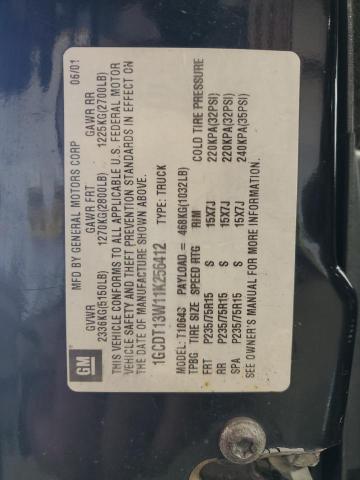 GM
MFD BY GENERAL MOTORS CORP 06/01
GVWR GAWR FRT GAWR RR
2336KG(5150LB) 1270KG(2800LB) 1225KG(2700LB)
THIS VEHICLE CONFORMS TO ALL APPLICABLE U.S. FEDERAL MOTOR
VEHICLE SAFETY AND THEFT PREVENTION STANDARDS IN EFFECT ON
THE DATE OF MANUFACTURE SHOWN ABOVE.
1GCDT13W11K250412 TYPE: TRUCK
MODEL: T10643 PAYLOAD = 468KG(1032LB)
TPBG TIRE SIZE SPEED RTG RIM COLD TIRE PRESSURE
FRT P235/75R15 S 15X7J 220KPA(32PSI)
RR P235/75R15 S 15X7J 220KPA(32PSI)
SPA P235/75R15 S 15X7J 240KPA(35PSI)
SEE OWNER'S MANUAL FOR MORE INFORMATION.